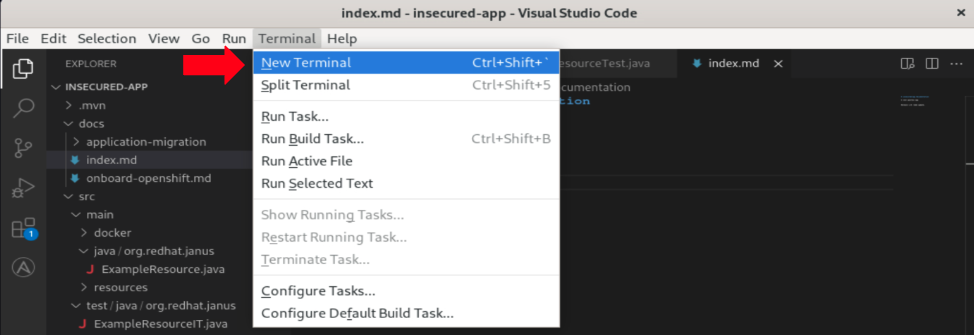 index.md - insecured-app - Visual Studio Code
File Edit Selection View Go Run Terminal Help
EXPLORER
INSECURED-APP
.mvn
docs
application-migration
index.md
onboard-openshift.md
src
main
docker
java / org.redhat.janus
ExampleResource.java
resources
test / java / org.redhat.janus
ExampleResourceIT.java
1
New Terminal Ctrl+Shift+`
Split Terminal Ctrl+Shift+5
Run Task...
Run Build Task... Ctrl+Shift+B
Run Active File
Run Selected Text
Show Running Tasks...
Restart Running Task...
Terminate Task...
Configure Tasks...
Configure Default Build Task...
esourceTest.java
index.md
cumentation
tion